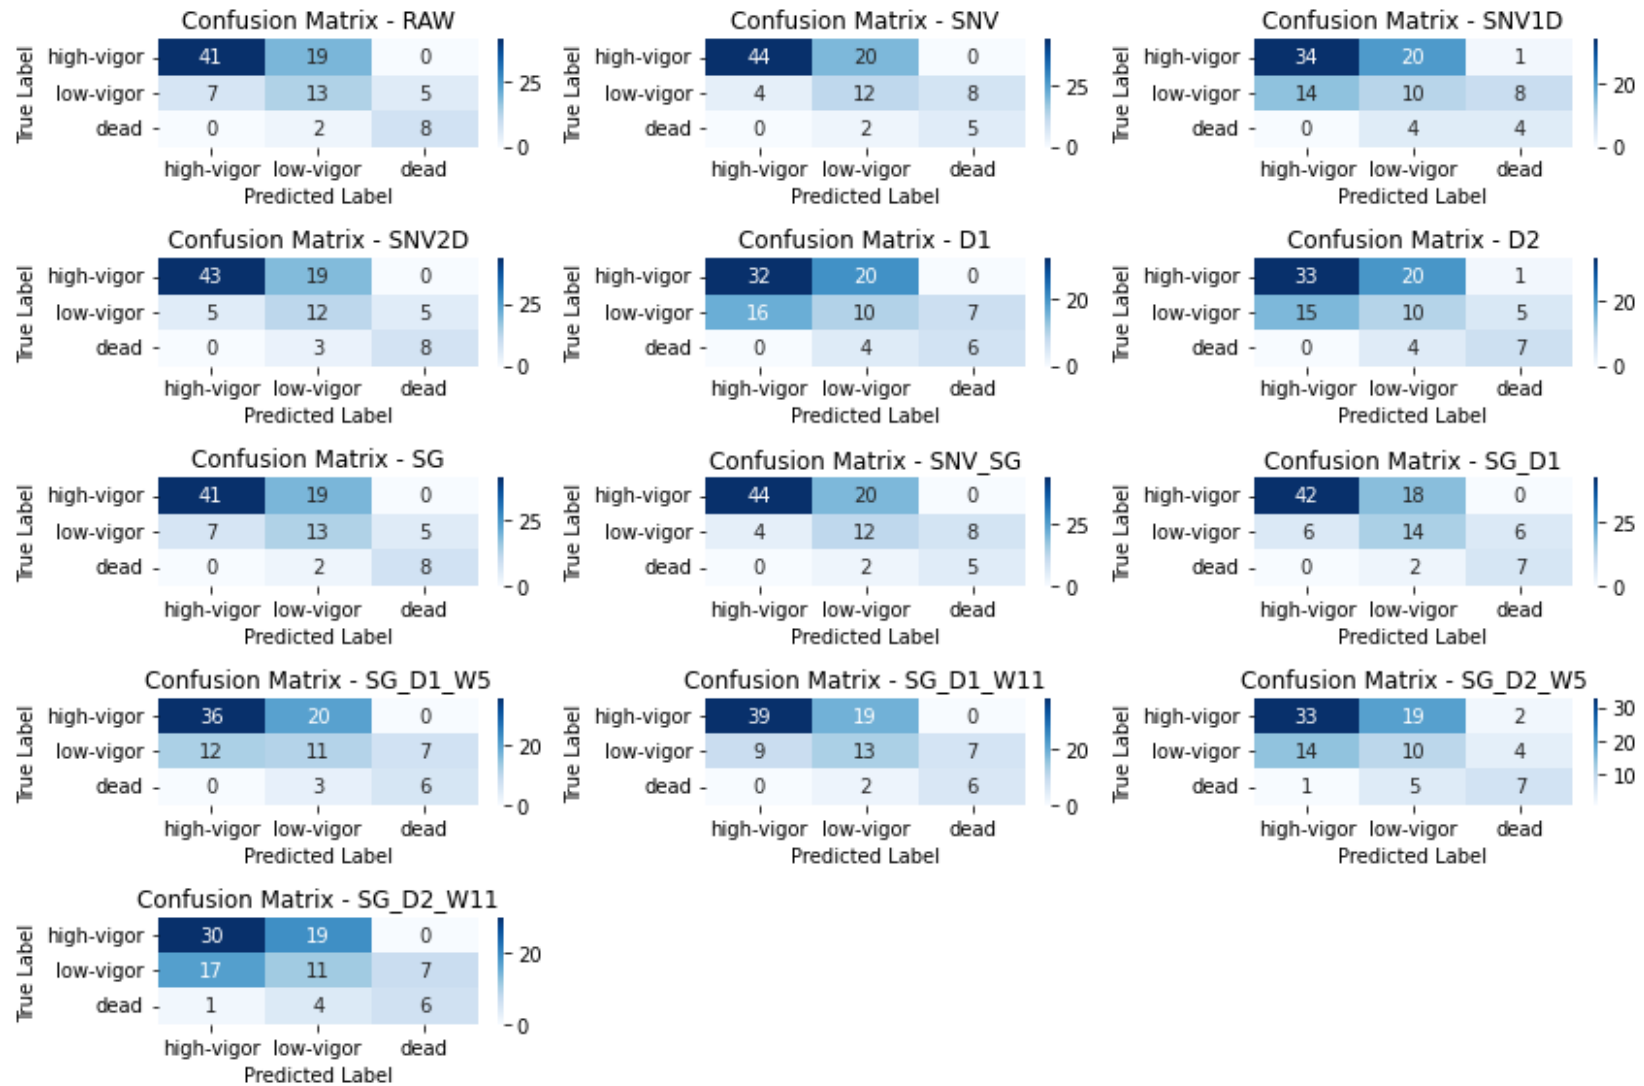 Confusion Matrix - RAW
True Label
high-vigor 41 19 0
low-vigor 7 13 5
dead 0 2 8
25
0
high-vigor low-vigor dead
Predicted Label
Confusion Matrix - SNV
True Label
high-vigor 44 20 0
low-vigor 4 12 8
dead 0 2 5
25
0
high-vigor low-vigor dead
Predicted Label
Confusion Matrix - SNV1D
True Label
high-vigor 34 20 1
low-vigor 14 10 8
dead 0 4 4
20
0
high-vigor low-vigor dead
Predicted Label
Confusion Matrix - SNV2D
True Label
high-vigor 43 19 0
low-vigor 5 12 5
dead 0 3 8
25
0
high-vigor low-vigor dead
Predicted Label
Confusion Matrix - D1
True Label
high-vigor 32 20 0
low-vigor 16 10 7
dead 0 4 6
20
0
high-vigor low-vigor dead
Predicted Label
Confusion Matrix - D2
True Label
high-vigor 33 20 1
low-vigor 15 10 5
dead 0 4 7
20
0
high-vigor low-vigor dead
Predicted Label
Confusion Matrix - SG
True Label
high-vigor 41 19 0
low-vigor 7 13 5
dead 0 2 8
25
0
high-vigor low-vigor dead
Predicted Label
Confusion Matrix - SNV_SG
True Label
high-vigor 44 20 0
low-vigor 4 12 8
dead 0 2 5
25
0
high-vigor low-vigor dead
Predicted Label
Confusion Matrix - SG_D1
True Label
high-vigor 42 18 0
low-vigor 6 14 6
dead 0 2 7
25
0
high-vigor low-vigor dead
Predicted Label
Confusion Matrix - SG_D1_W5
True Label
high-vigor 36 20 0
low-vigor 12 11 7
dead 0 3 6
20
0
high-vigor low-vigor dead
Predicted Label
Confusion Matrix - SG_D1_W11
True Label
high-vigor 39 19 0
low-vigor 9 13 7
dead 0 2 6
20
0
high-vigor low-vigor dead
Predicted Label
Confusion Matrix - SG_D2_W5
True Label
high-vigor 33 19 2
low-vigor 14 10 4
dead 1 5 7
30
20
10
high-vigor low-vigor dead
Predicted Label
Confusion Matrix - SG_D2_W11
True Label
high-vigor 30 19 0
low-vigor 17 11 7
dead 1 4 6
20
0
high-vigor low-vigor dead
Predicted Label